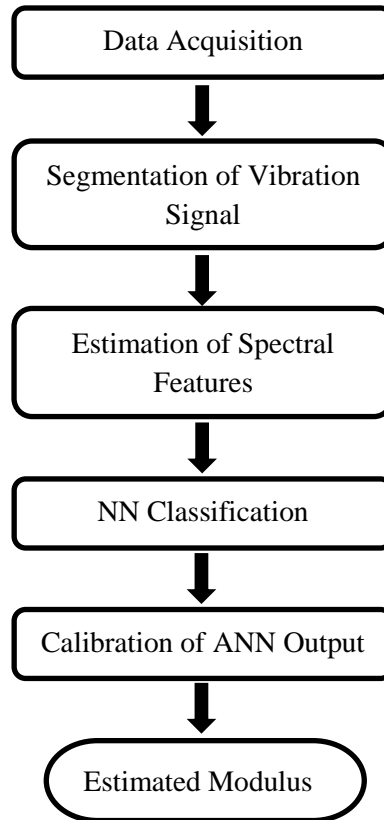 Data Acquisition
Segmentation of Vibration
Signal
Estimation of Spectral
Features
NN Classification
Calibration of ANN Output
Estimated Modulus